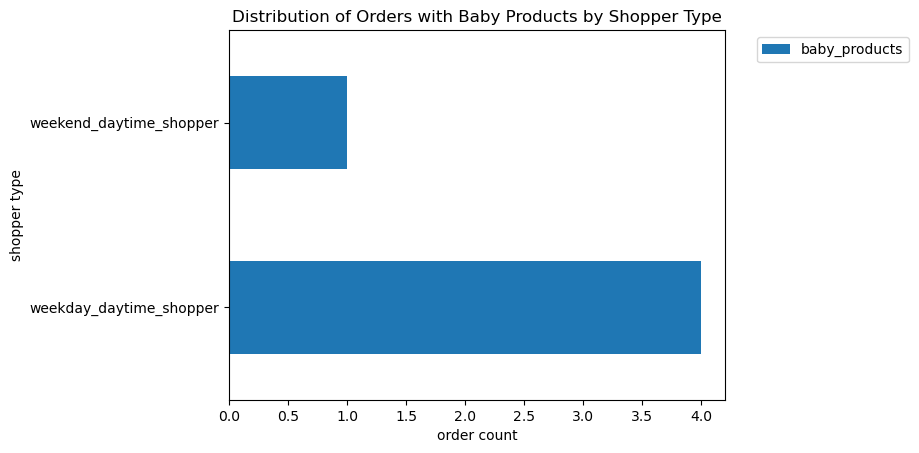 Distribution of Orders with Baby Products by Shopper Type
baby_products
weekend_daytime_shopper
weekday_daytime_shopper
shopper type
0.0 0.5 1.0 1.5 2.0 2.5 3.0 3.5 4.0
order count